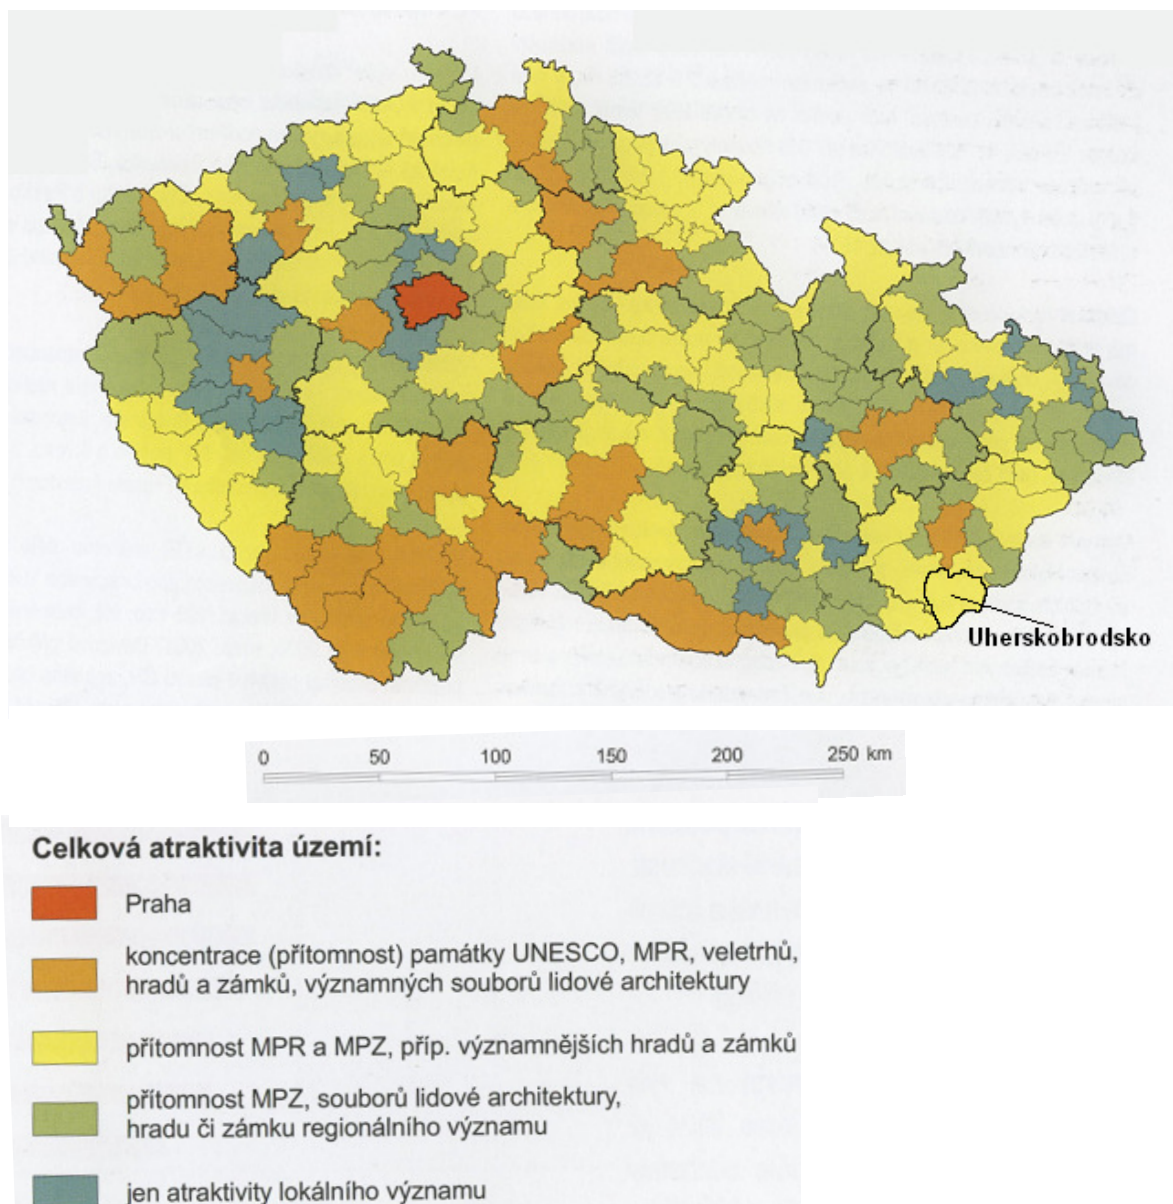 Uherskobrodsko
0 50 100 150 200 250 km
Celková atraktivita území:
Praha
koncentrace (přítomnost) památky UNESCO, MPR, veletrhů,
hradů a zámků, významných souborů lidové architektury
přítomnost MPR a MPZ, příp. významnějších hradů a zámků
přítomnost MPZ, souborů lidové architektury,
hradu či zámku regionálního významu
jen atraktivity lokálního významu